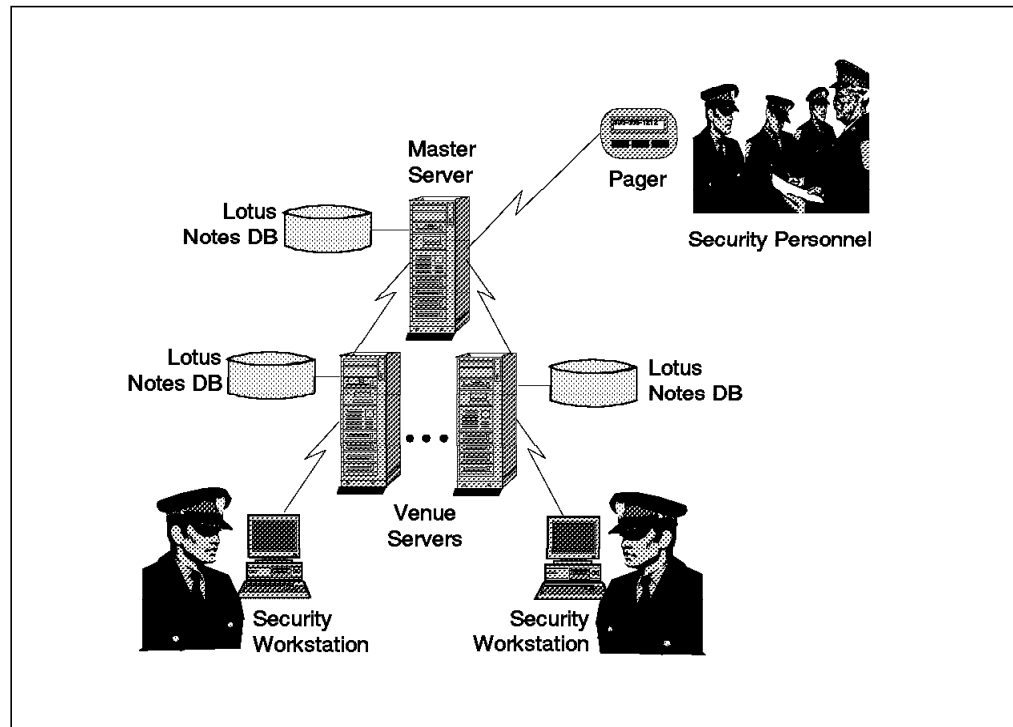 Master
Server
Pager
Security Personnel
Lotus
Notes DB
Lotus
Notes DB
Lotus
Notes DB
Venue
Servers
Security
Workstation
Security
Workstation